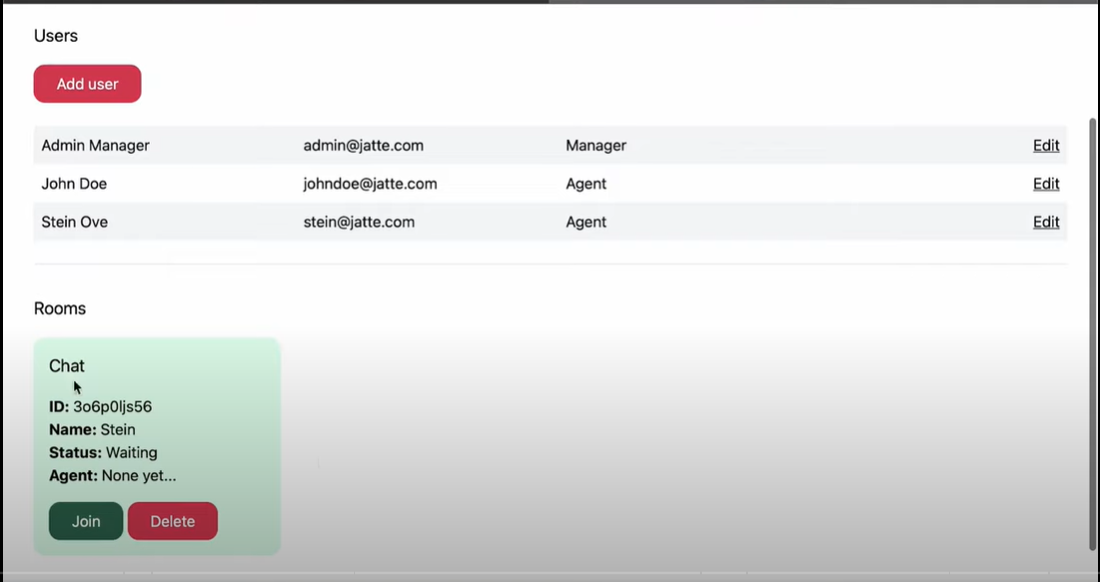 Users
Add user
Admin Manager admin@jatte.com Manager Edit
John Doe johndoe@jatte.com Agent Edit
Stein Ove stein@jatte.com Agent Edit
Rooms
Chat
ID: 3o6p0ljs56
Name: Stein
Status: Waiting
Agent: None yet...
Join Delete